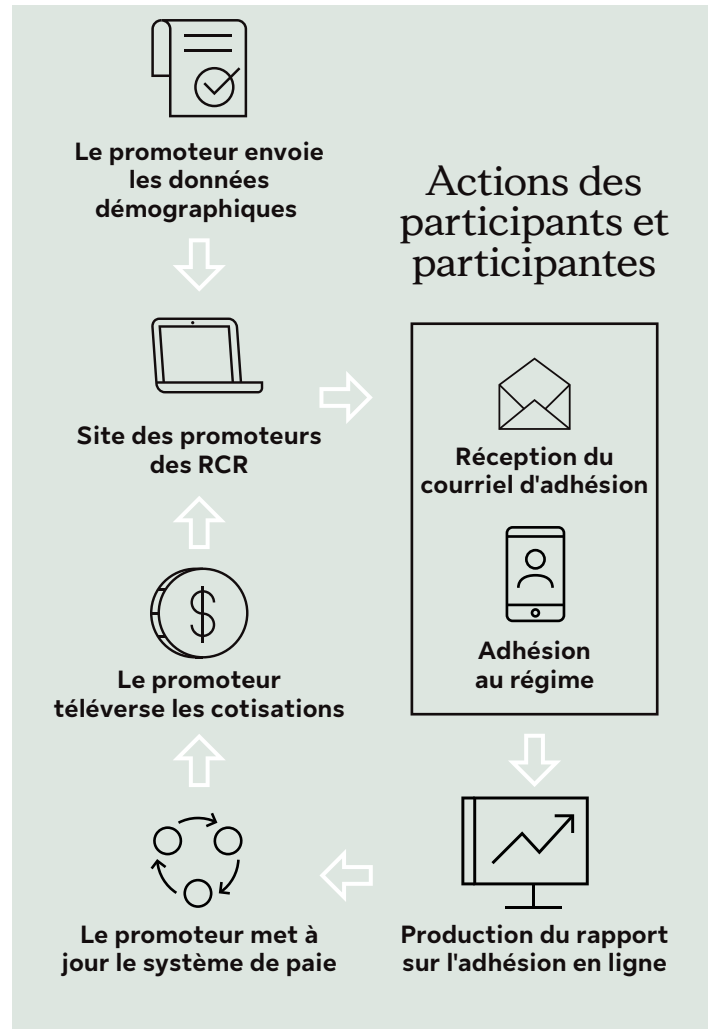 Le promoteur envoie
les données
démographiques
Actions des
participants et
participantes
Site des promoteurs
des RCR
Réception du
courriel d'adhésion
Adhésion
au régime
$
Le promoteur
téléverse les cotisations
Production du rapport
sur l'adhésion en ligne
Le promoteur met à
jour le système de paie